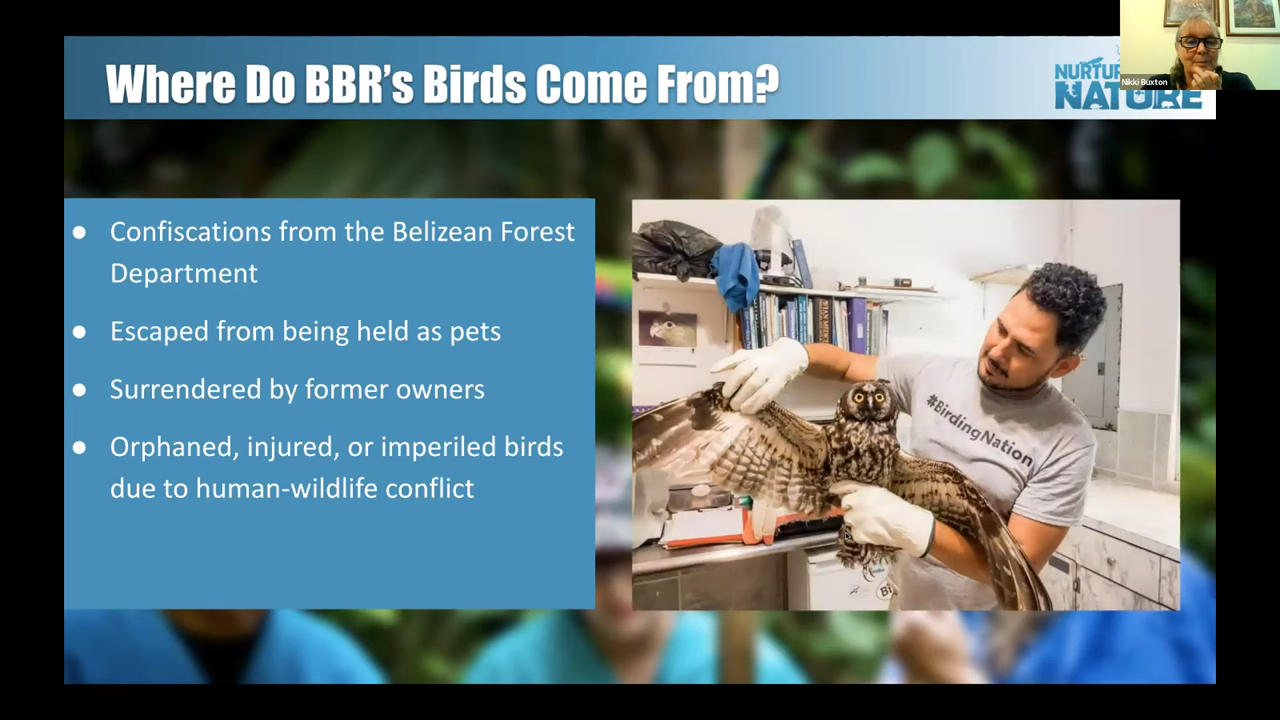 Where Do BBR's Birds Come From?
NURTUR
NATURE
Nikki Buxton
● Confiscations from the Belizean Forest
Department
● Escaped from being held as pets
● Surrendered by former owners
● Orphaned, injured, or imperiled birds
due to human-wildlife conflict
#BirdingNation